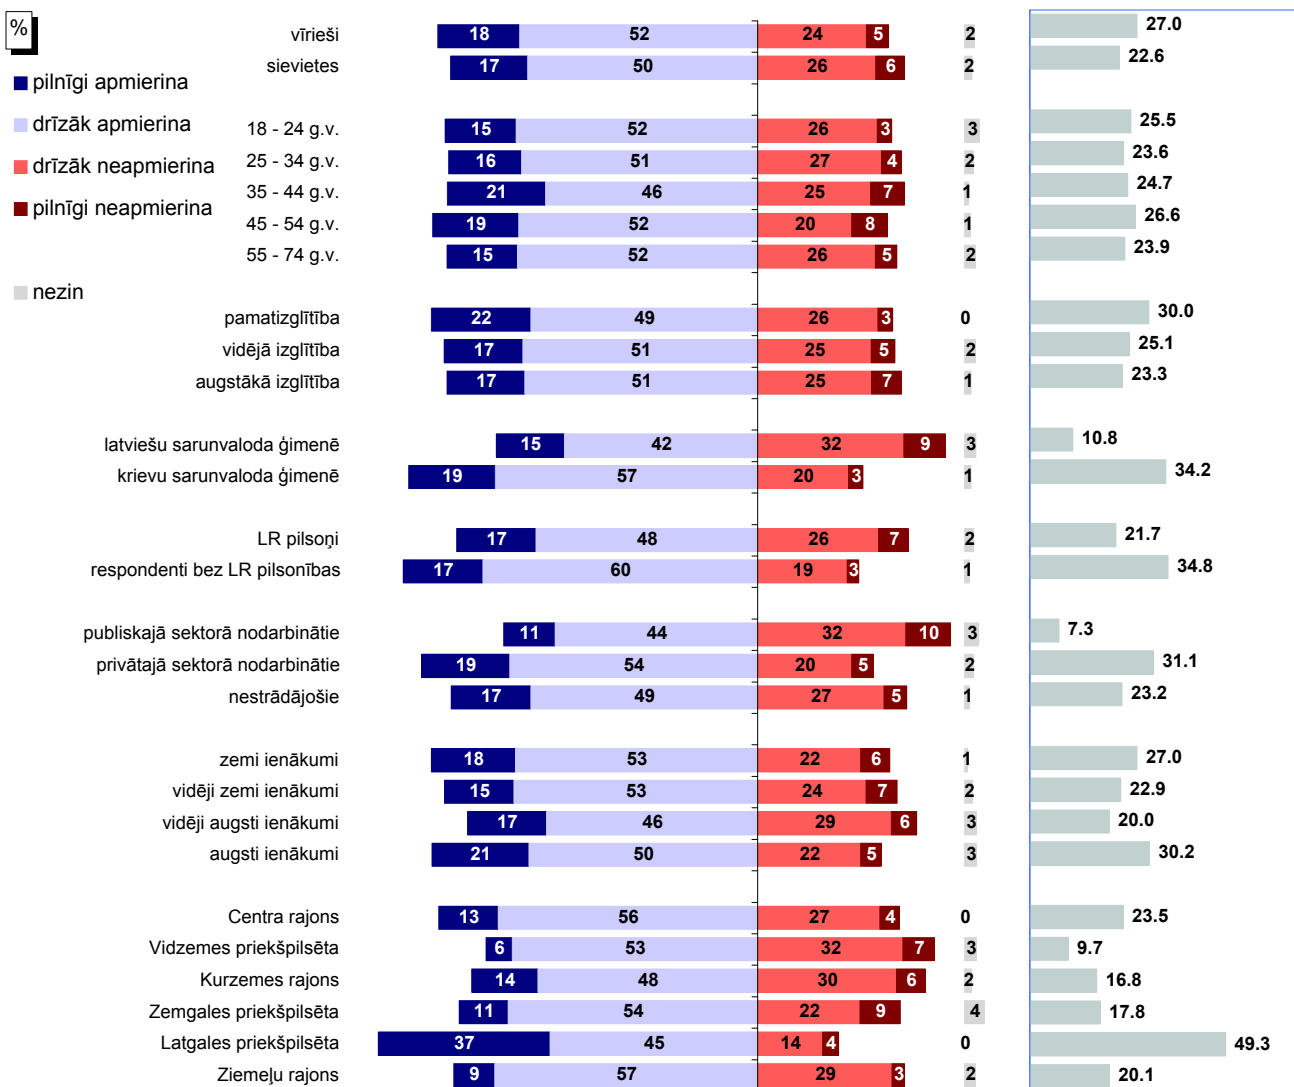 %
pilnīgi apmierina
drīzāk apmierina
drīzāk neapmierina
pilnīgi neapmierina
nezin
vīrieši 18 52 24 5 2 27.0
sievietes 17 50 26 6 2 22.6
18 - 24 g.v. 15 52 26 3 3 25.5
25 - 34 g.v. 16 51 27 4 2 23.6
35 - 44 g.v. 21 46 25 7 1 24.7
45 - 54 g.v. 19 52 20 8 1 26.6
55 - 74 g.v. 15 52 26 5 2 23.9
pamatizglītība 22 49 26 3 0 30.0
vidējā izglītība 17 51 25 5 2 25.1
augstākā izglītība 17 51 25 7 1 23.3
latviešu sarunvaloda ģimenē 15 42 32 9 3 10.8
krievu sarunvaloda ģimenē 19 57 20 3 1 34.2
LR pilsoņi 17 48 26 7 2 21.7
respondenti bez LR pilsonības 17 60 19 3 1 34.8
publiskajā sektorā nodarbinātie 11 44 32 10 3 7.3
privātajā sektorā nodarbinātie 19 54 20 5 2 31.1
nestrādājošie 17 49 27 5 1 23.2
zemi ienākumi 18 53 22 6 1 27.0
vidēji zemi ienākumi 15 53 24 7 2 22.9
vidēji augsti ienākumi 17 46 29 6 3 20.0
augsti ienākumi 21 50 22 5 3 30.2
Centra rajons 13 56 27 4 0 23.5
Vidzemes priekšpilsēta 6 53 32 7 3 9.7
Kurzemes rajons 14 48 30 6 2 16.8
Zemgales priekšpilsēta 11 54 22 9 4 17.8
Latgales priekšpilsēta 37 45 14 4 0 49.3
Ziemeļu rajons 9 57 29 3 2 20.1